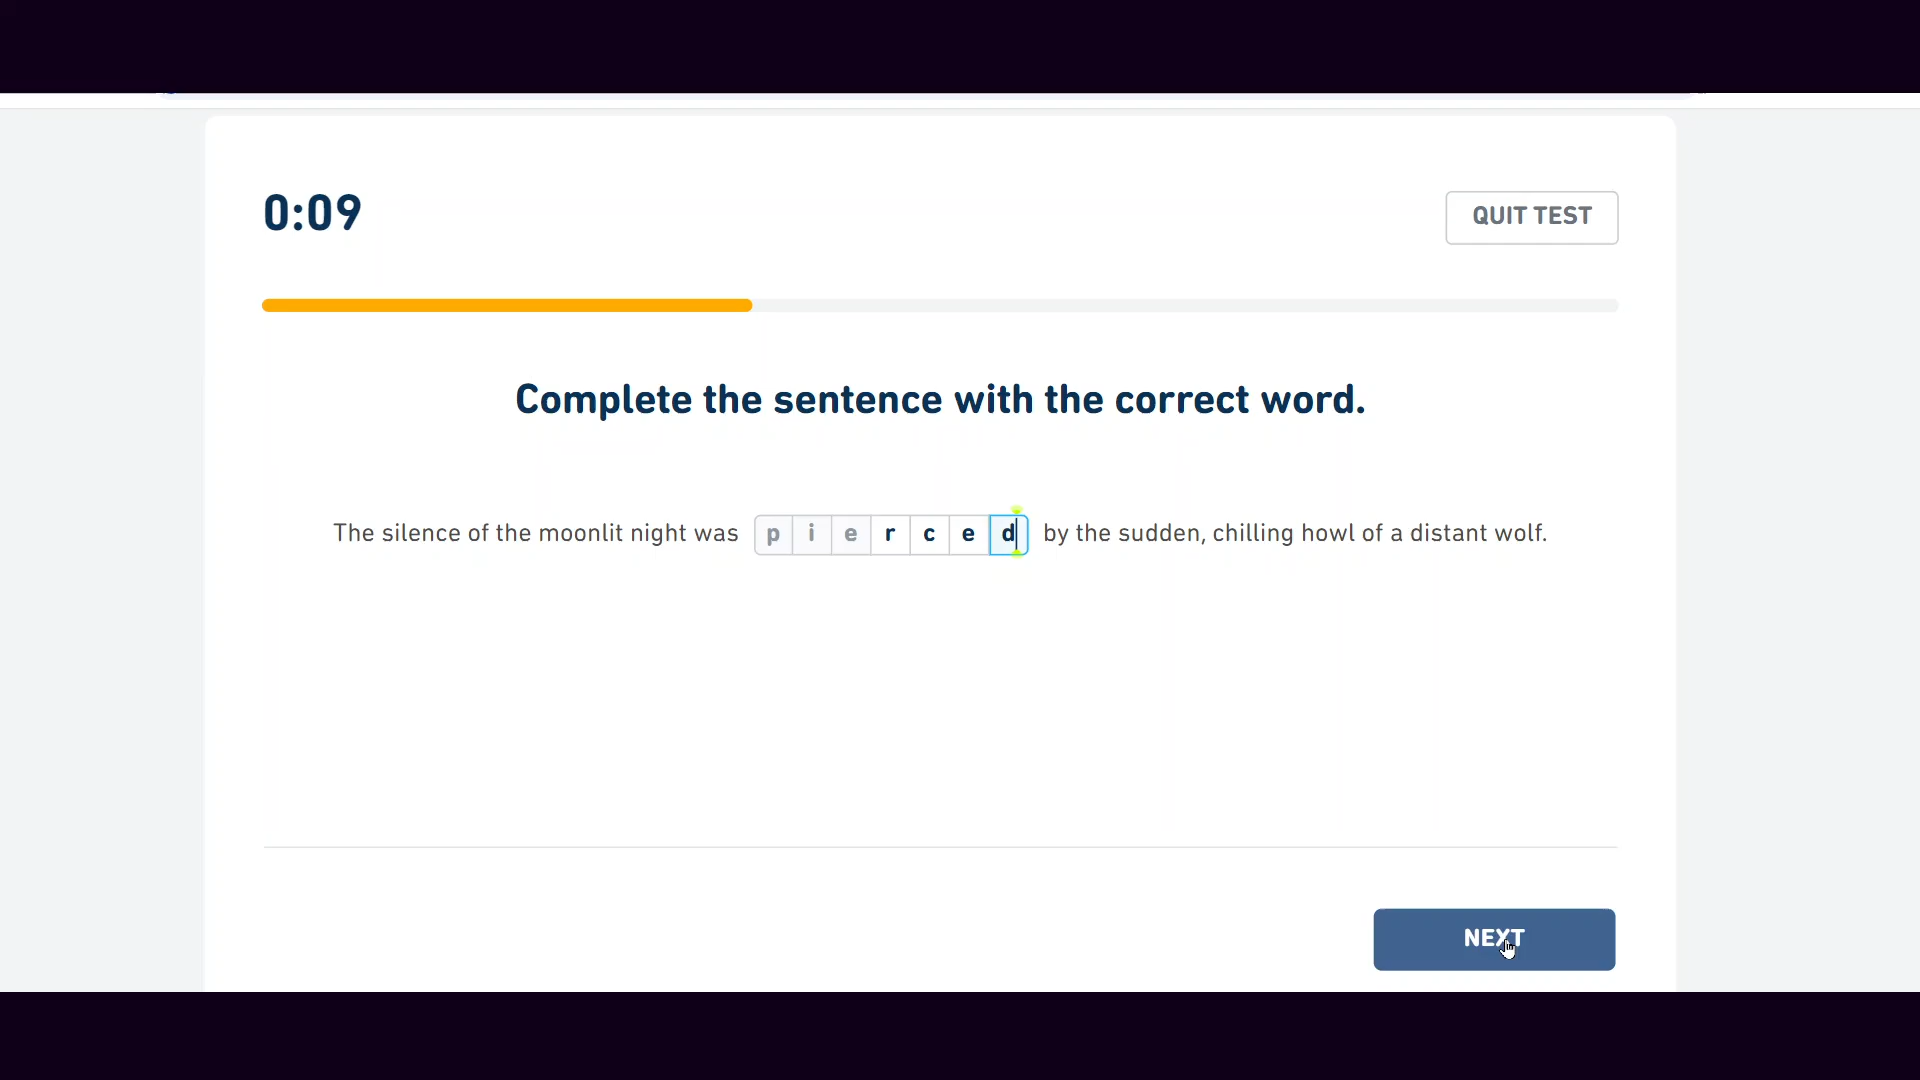 0:09
QUIT TEST
Complete the sentence with the correct word.
The silence of the moonlit night was pierced by the sudden, chilling howl of a distant wolf.
NEXT